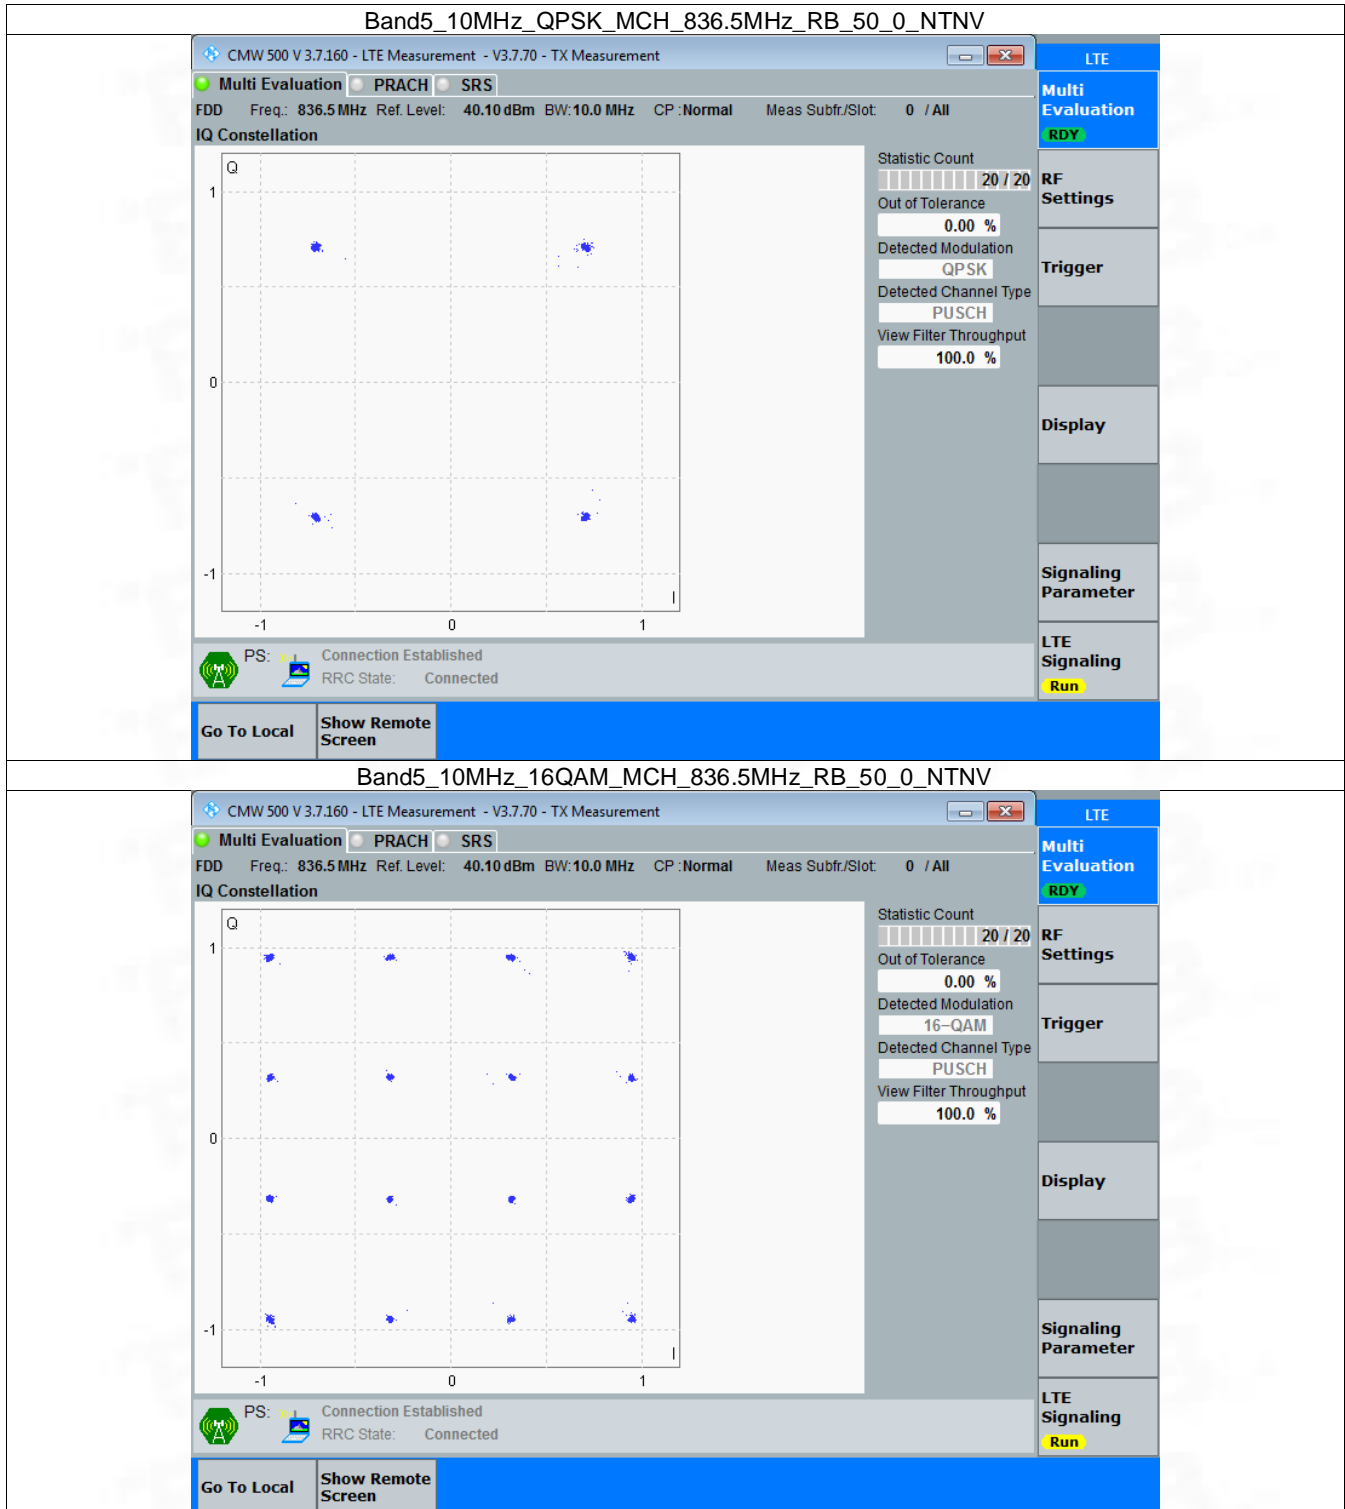 Band5_10MHz_QPSK_MCH_836.5MHz_RB_50_0_NTNV
CMW 500 V 3.7.160 - LTE Measurement - V3.7.70 - TX Measurement
LTE
Multi Evaluation PRACH SRS
FDD Freq.: 836.5 MHz Ref. Level: 40.10 dBm BW: 10.0 MHz CP : Normal Meas Subfr./Slot: 0 / All
IQ Constellation
Multi
Evaluation
RDY
Q
1
0
-1
-1 0 1
I
Statistic Count
20 / 20
Out of Tolerance
0.00 %
Detected Modulation
QPSK
Detected Channel Type
PUSCH
View Filter Throughput
100.0 %
RF
Settings
Trigger
Display
Signaling
Parameter
LTE
Signaling
Run
PS: Connection Established
RRC State: Connected
Go To Local
Show Remote
Screen
Band5_10MHz_16QAM_MCH_836.5MHz_RB_50_0_NTNV
CMW 500 V 3.7.160 - LTE Measurement - V3.7.70 - TX Measurement
LTE
Multi Evaluation PRACH SRS
FDD Freq.: 836.5 MHz Ref. Level: 40.10 dBm BW: 10.0 MHz CP : Normal Meas Subfr./Slot: 0 / All
IQ Constellation
Multi
Evaluation
RDY
Q
1
0
-1
-1 0 1
I
Statistic Count
20 / 20
Out of Tolerance
0.00 %
Detected Modulation
16-QAM
Detected Channel Type
PUSCH
View Filter Throughput
100.0 %
RF
Settings
Trigger
Display
Signaling
Parameter
LTE
Signaling
Run
PS: Connection Established
RRC State: Connected
Go To Local
Show Remote
Screen